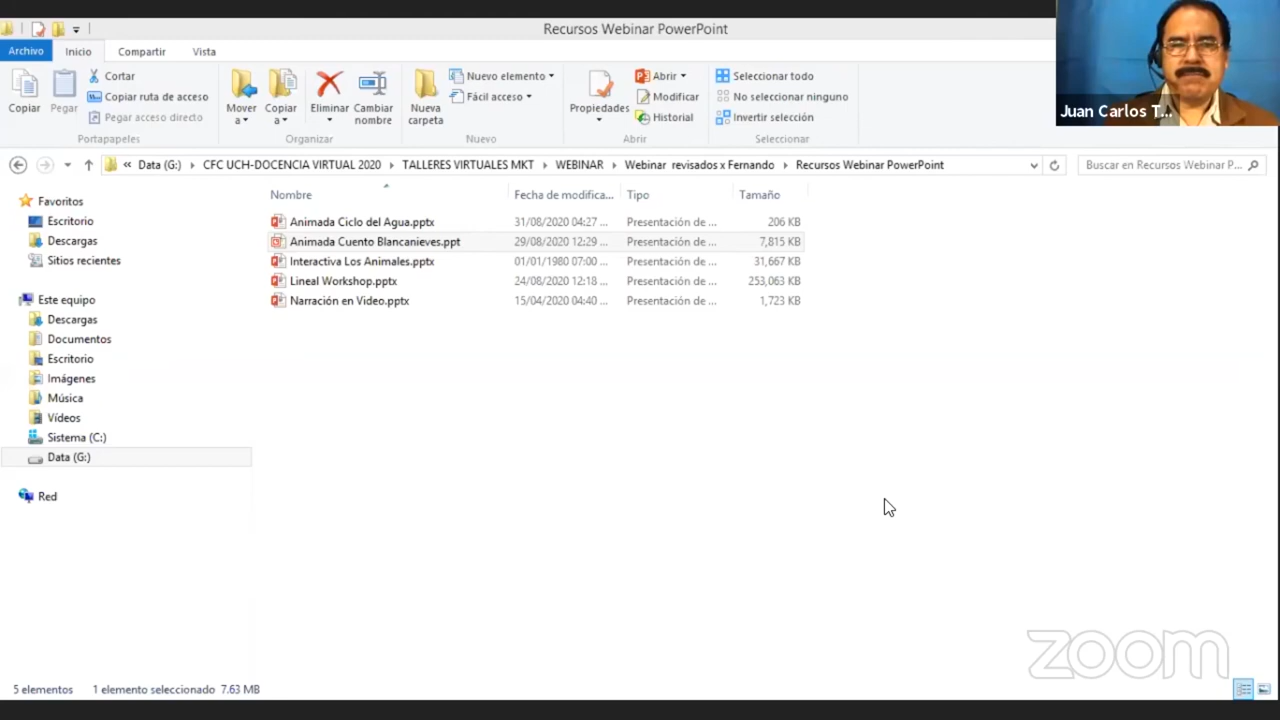 Recursos Webinar PowerPoint
Archivo Inicio Compartir Vista
Copiar
Pegar
Cortar
Copiar ruta de acceso
Pegar acceso directo
Portapapeles
Mover a
Copiar a
Eliminar
Cambiar nombre
Organizar
Nueva carpeta
Nuevo elemento
Fácil acceso
Nuevo
Propiedades
Abrir
Modificar
Historial
Abrir
Seleccionar todo
No seleccionar ninguno
Invertir selección
Seleccionar
Juan Carlos T...
« Data (G:) CFC UCH-DOCENCIA VIRTUAL 2020 TALLERES VIRTUALES MKT WEBINAR Webinar revisados x Fernando Recursos Webinar PowerPoint
Buscar en Recursos Webinar P...
Favoritos
Escritorio
Descargas
Sitios recientes
Este equipo
Descargas
Documentos
Escritorio
Imágenes
Música
Vídeos
Sistema (C:)
Data (G:)
Red
Nombre Fecha de modifica... Tipo Tamaño
Animada Ciclo del Agua.pptx 31/08/2020 04:27 ... Presentación de ... 206 KB
Animada Cuento Blancanieves.ppt 29/08/2020 12:29 ... Presentación de ... 7,815 KB
Interactiva Los Animales.pptx 01/01/1980 07:00 ... Presentación de ... 31,667 KB
Lineal Workshop.pptx 24/08/2020 12:18 ... Presentación de ... 253,063 KB
Narración en Video.pptx 15/04/2020 04:40 ... Presentación de ... 1,723 KB
zoom
5 elementos 1 elemento seleccionado 7.63 MB